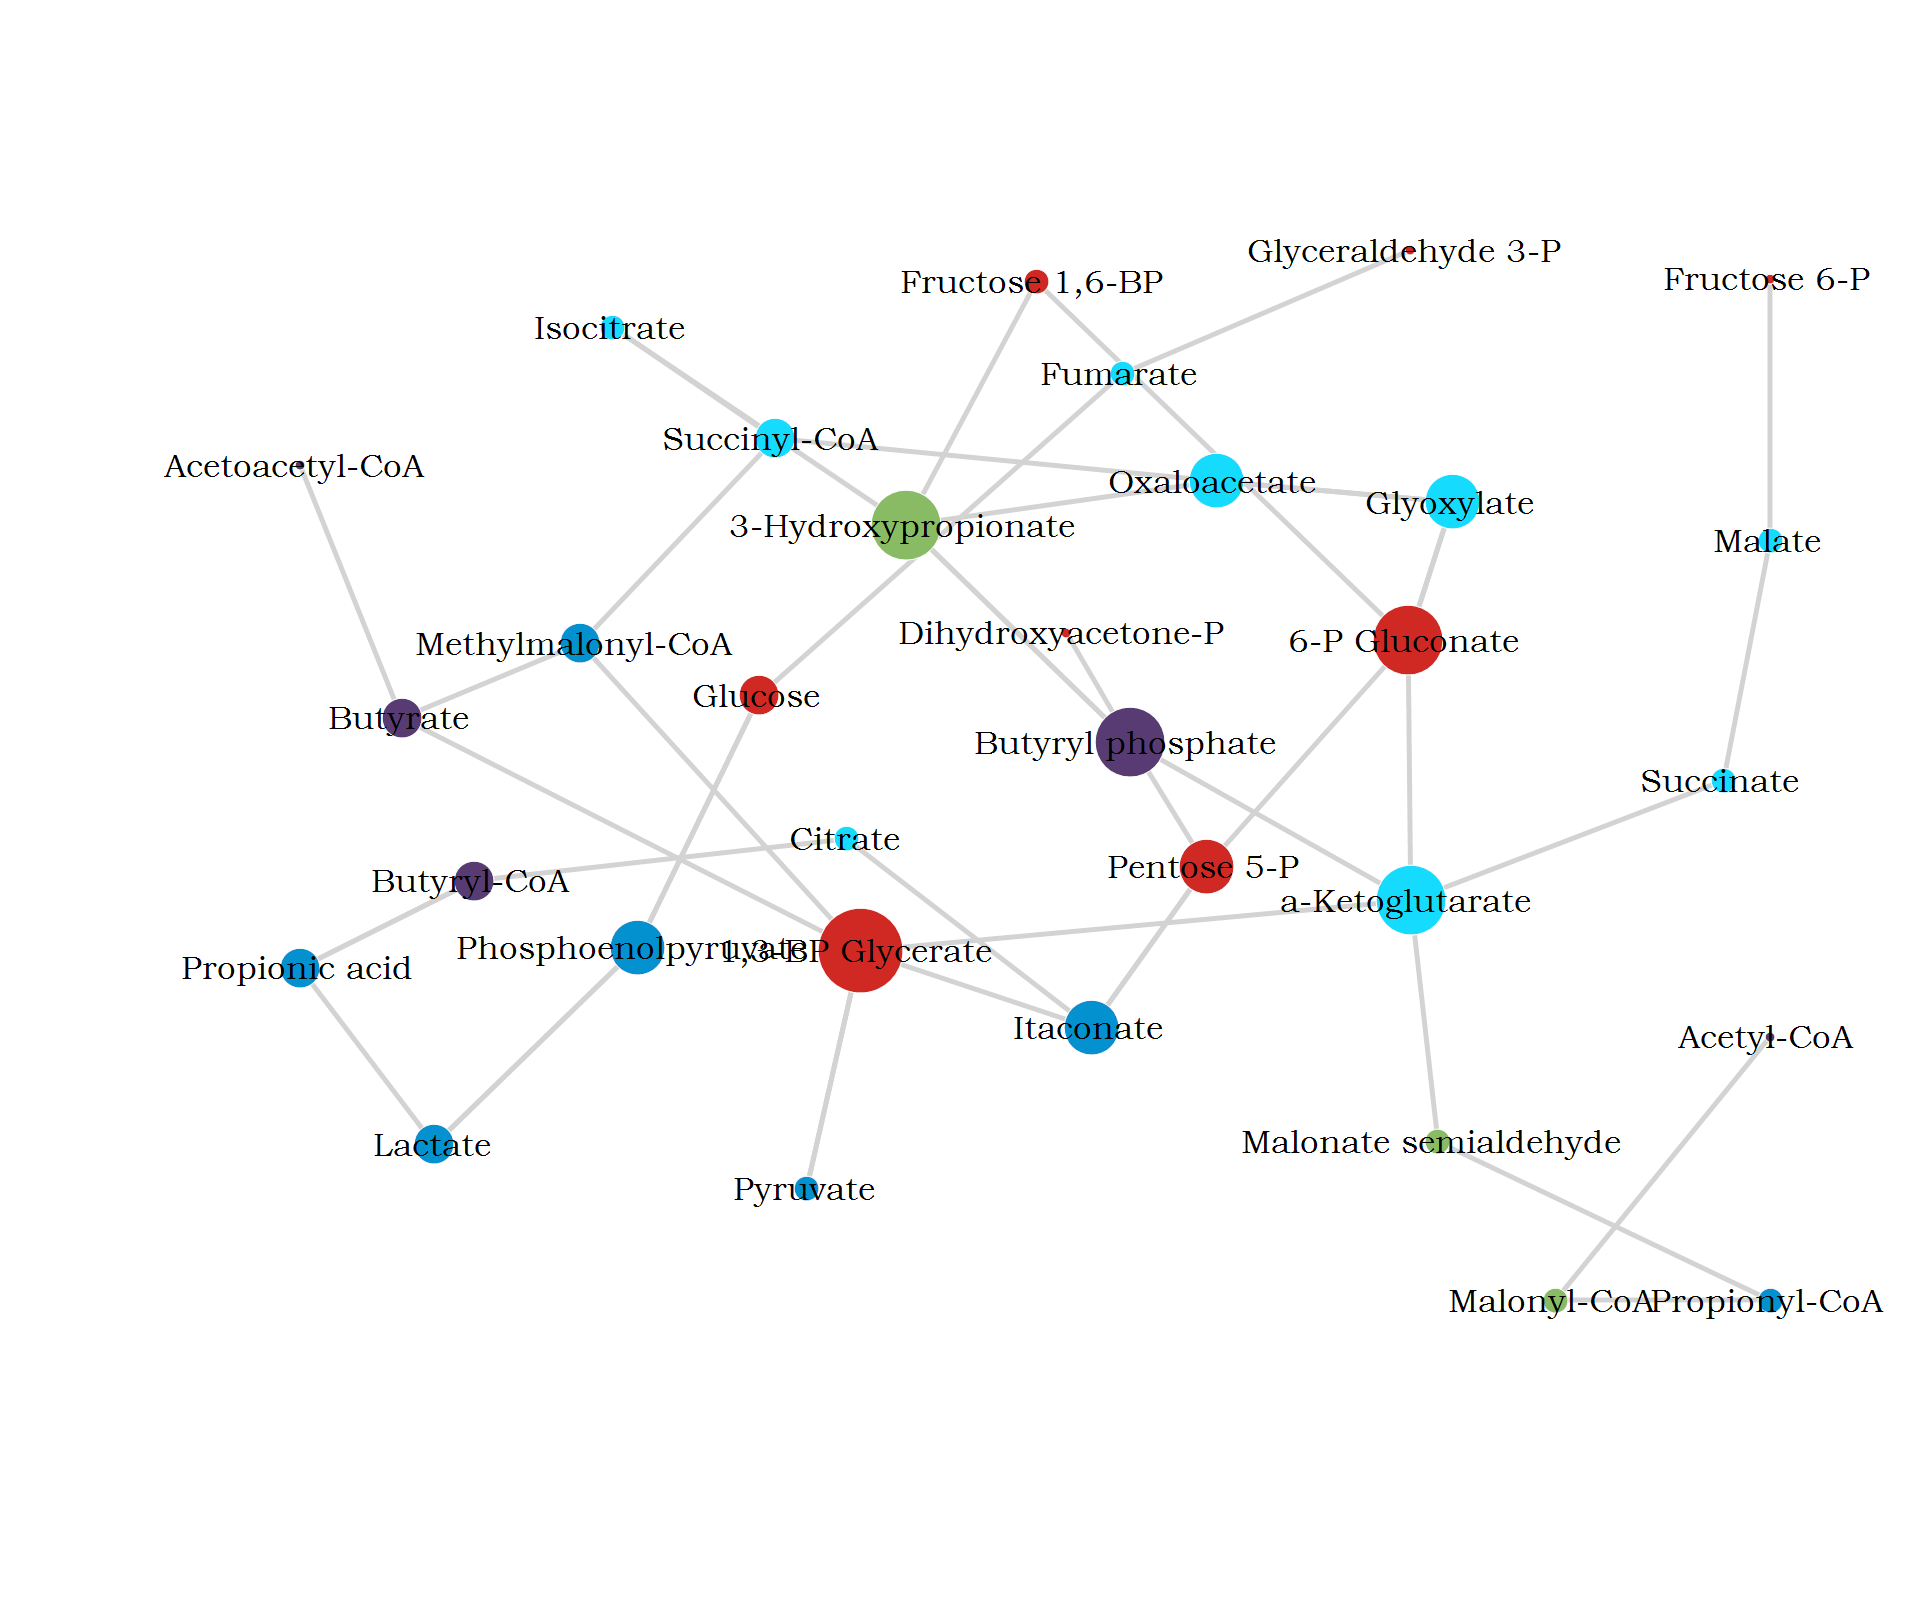 Glyceraldehyde 3-P
Fructose 6-P
Fructose 1,6-BP
Isocitrate
Fumarate
Succinyl-CoA
Acetoacetyl-CoA
Oxaloacetate
Glyoxylate
3-Hydroxypropionate
Malate
Dihydroxyacetone-P
6-P Gluconate
Methylmalonyl-CoA
Glucose
Butyrate
Butyryl phosphate
Succinate
Citrate
Pentose 5-P
Butyryl-CoA
a-Ketoglutarate
Phosphoenolpyruvate
1,3-BP Glycerate
Propionic acid
Itaconate
Acetyl-CoA
Lactate
Malonate semialdehyde
Pyruvate
Malonyl-CoA
Propionyl-CoA